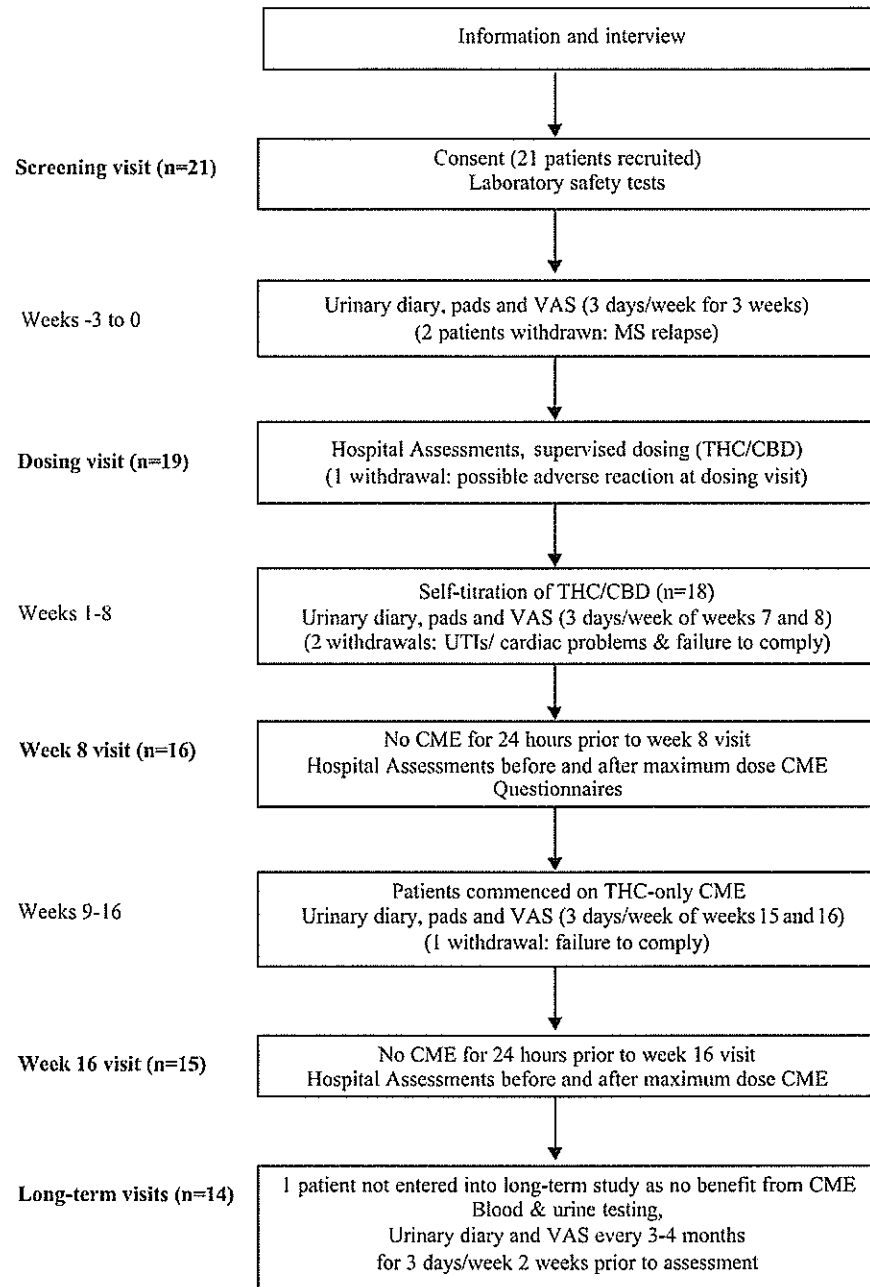 Information and interview
Screening visit (n=21)
Consent (21 patients recruited)
Laboratory safety tests
Weeks -3 to 0
Urinary diary, pads and VAS (3 days/week for 3 weeks)
(2 patients withdrawn: MS relapse)
Dosing visit (n=19)
Hospital Assessments, supervised dosing (THC/CBD)
(1 withdrawal: possible adverse reaction at dosing visit)
Weeks 1-8
Self-titration of THC/CBD (n=18)
Urinary diary, pads and VAS (3 days/week of weeks 7 and 8)
(2 withdrawals: UTIs/ cardiac problems & failure to comply)
Week 8 visit (n=16)
No CME for 24 hours prior to week 8 visit
Hospital Assessments before and after maximum dose CME
Questionnaires
Weeks 9-16
Patients commenced on THC-only CME
Urinary diary, pads and VAS (3 days/week of weeks 15 and 16)
(1 withdrawal: failure to comply)
Week 16 visit (n=15)
No CME for 24 hours prior to week 16 visit
Hospital Assessments before and after maximum dose CME
Long-term visits (n=14)
1 patient not entered into long-term study as no benefit from CME
Blood & urine testing,
Urinary diary and VAS every 3-4 months
for 3 days/week 2 weeks prior to assessment